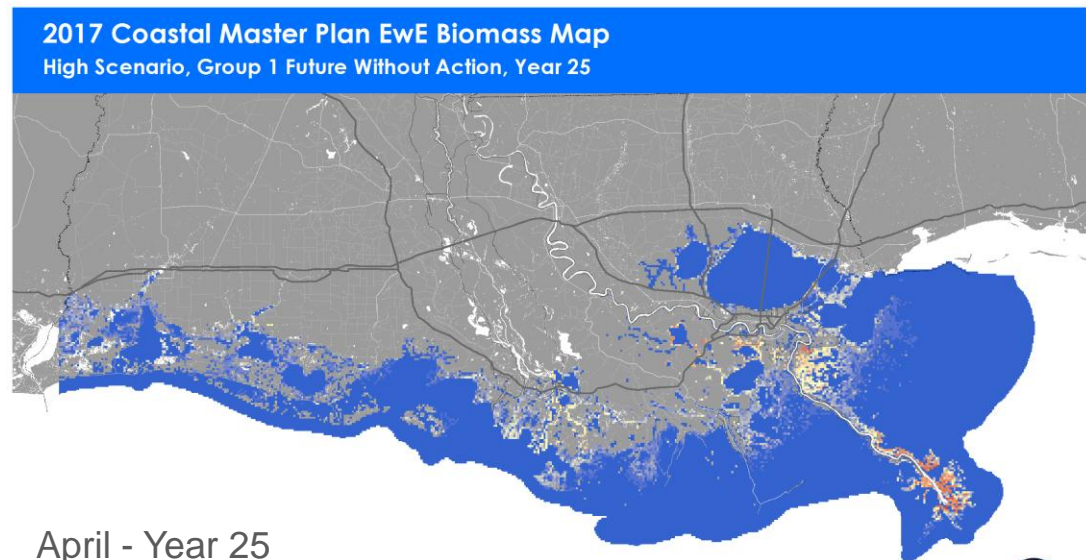 2017 Coastal Master Plan EwE Biomass Map
High Scenario, Group 1 Future Without Action, Year 25
April - Year 25